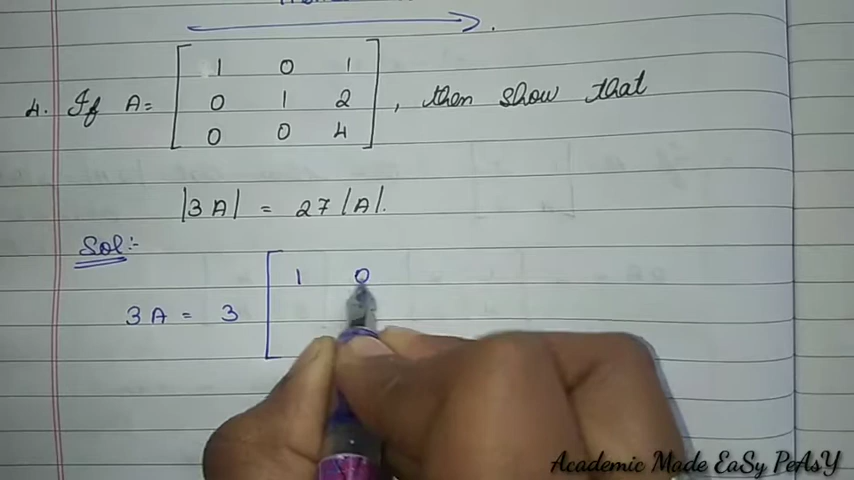 4. If A= [ 1 0 1
0 1 2
0 0 4 ] , then show that
|3A| = 27 |A|.
Sol:-
3A = 3 [ 1 0
Academic Made EaSy PeAsY